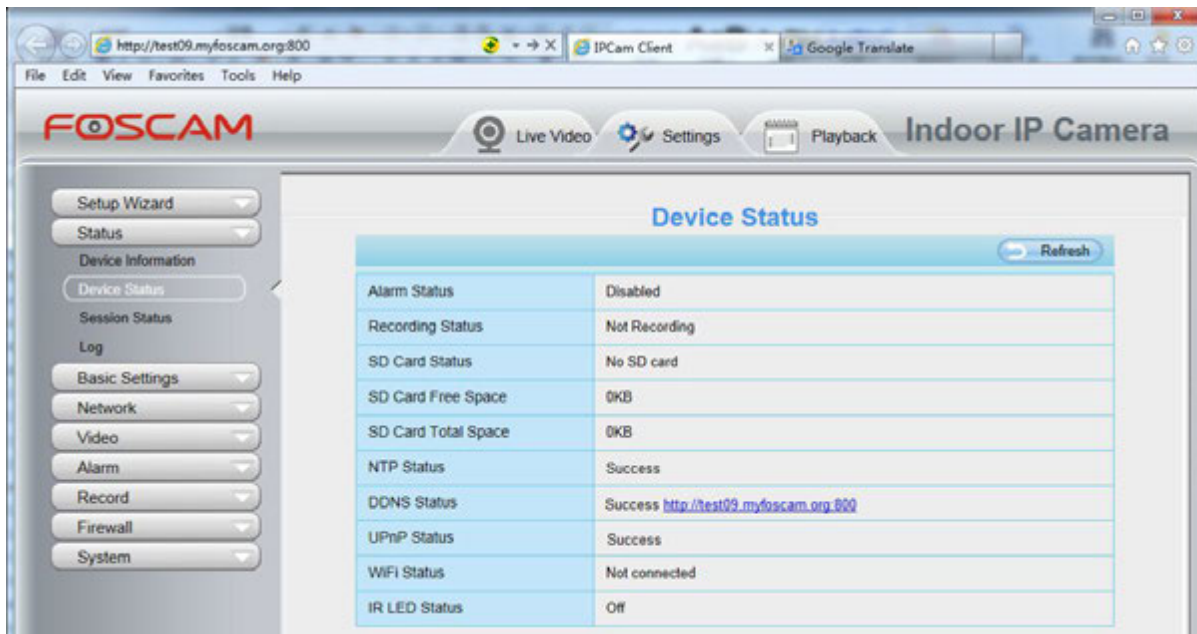 http://test09.myfoscam.org:800 IPCam Client Google Translate
File Edit View Favorites Tools Help
FOSCAM Live Video Settings Playback Indoor IP Camera
Setup Wizard
Status
Device Information
Device Status
Session Status
Log
Basic Settings
Network
Video
Alarm
Record
Firewall
System
Device Status
Refresh
Alarm Status Disabled
Recording Status Not Recording
SD Card Status No SD card
SD Card Free Space 0KB
SD Card Total Space 0KB
NTP Status Success
DDNS Status Success http://test09.myfoscam.org:800
UPnP Status Success
WiFi Status Not connected
IR LED Status Off